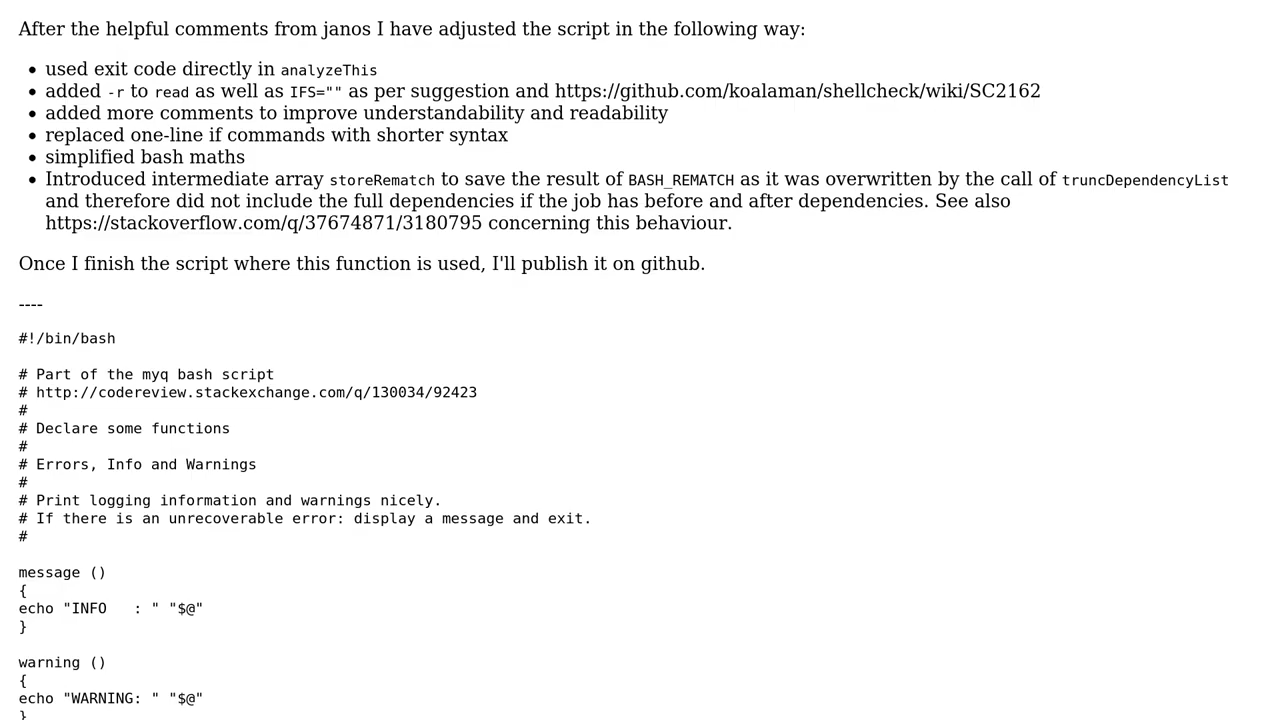 After the helpful comments from janos I have adjusted the script in the following way:
• used exit code directly in analyzeThis
• added -r to read as well as IFS="" as per suggestion and https://github.com/koalaman/shellcheck/wiki/SC2162
• added more comments to improve understandability and readability
• replaced one-line if commands with shorter syntax
• simplified bash maths
• Introduced intermediate array storeRematch to save the result of BASH_REMATCH as it was overwritten by the call of truncDependencyList
and therefore did not include the full dependencies if the job has before and after dependencies. See also
https://stackoverflow.com/q/37674871/3180795 concerning this behaviour.
Once I finish the script where this function is used, I'll publish it on github.
----
#!/bin/bash
# Part of the myq bash script
# http://codereview.stackexchange.com/q/130034/92423
#
# Declare some functions
#
# Errors, Info and Warnings
#
# Print logging information and warnings nicely.
# If there is an unrecoverable error: display a message and exit.
#
message ()
{
echo "INFO   : " "$@"
}
warning ()
{
echo "WARNING: " "$@"
}